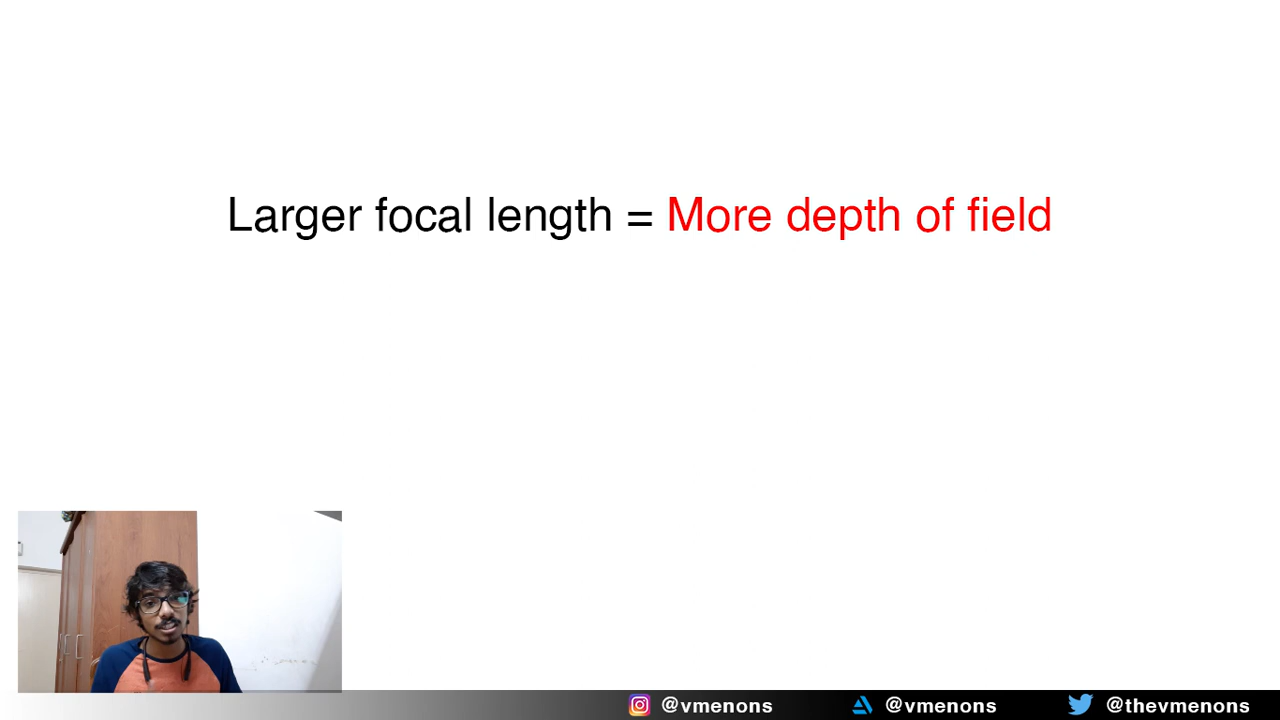 Larger focal length = More depth of field
@vmenons @vmenons @thevmenons